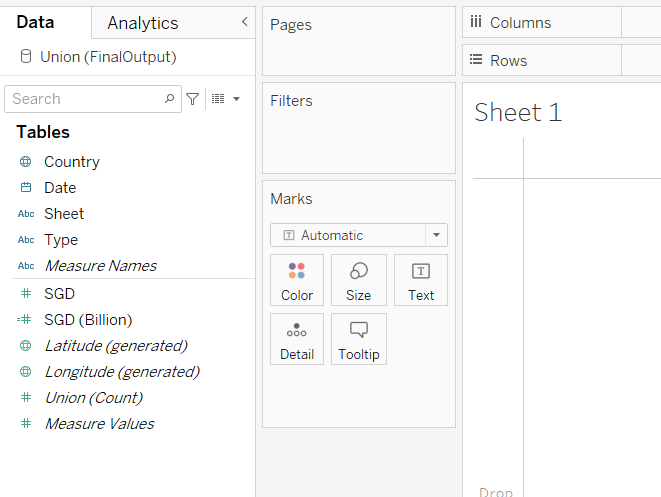 Data
Analytics
Union (FinalOutput)
Search
Tables
Country
Date
Abc Sheet
Abc Type
Abc Measure Names
SGD
SGD (Billion)
Latitude (generated)
Longitude (generated)
Union (Count)
Measure Values
Pages
Filters
Marks
T Automatic
Color
Size
T
Text
Detail
Tooltip
Columns
Rows
Sheet 1
Drop